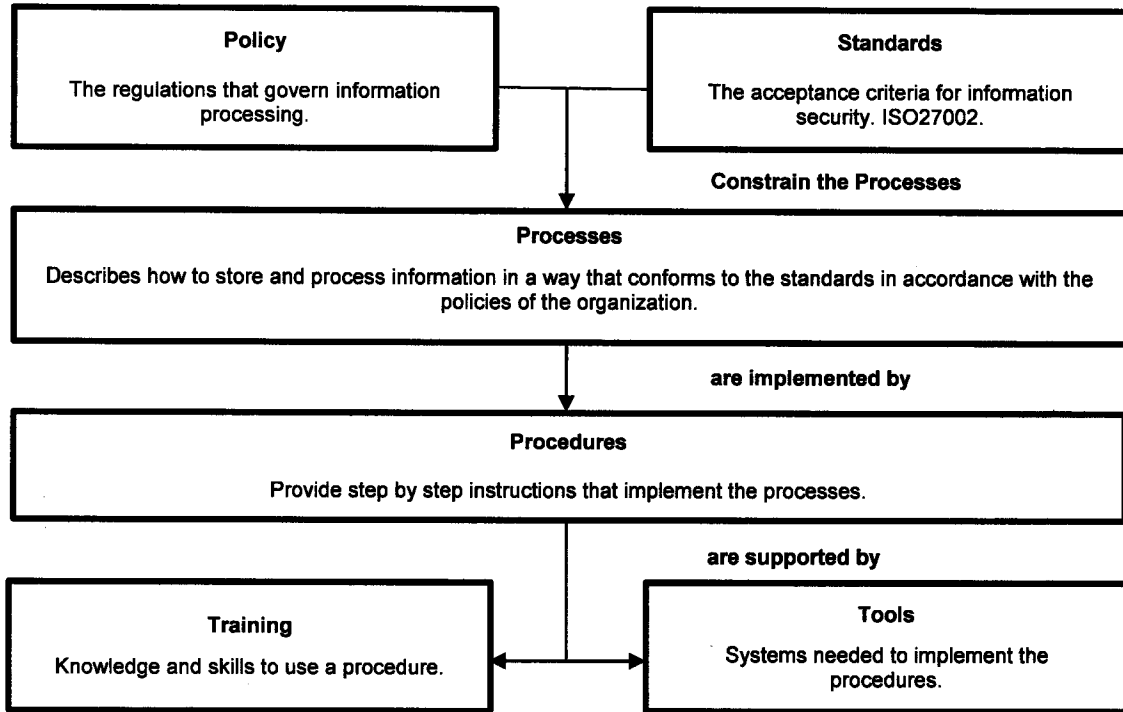 Policy
The regulations that govern information
processing.
Standards
The acceptance criteria for information
security. ISO27002.
Constrain the Processes
Processes
Describes how to store and process information in a way that conforms to the standards in accordance with the
policies of the organization.
are implemented by
Procedures
Provide step by step instructions that implement the processes.
are supported by
Training
Knowledge and skills to use a procedure.
Tools
Systems needed to implement the
procedures.